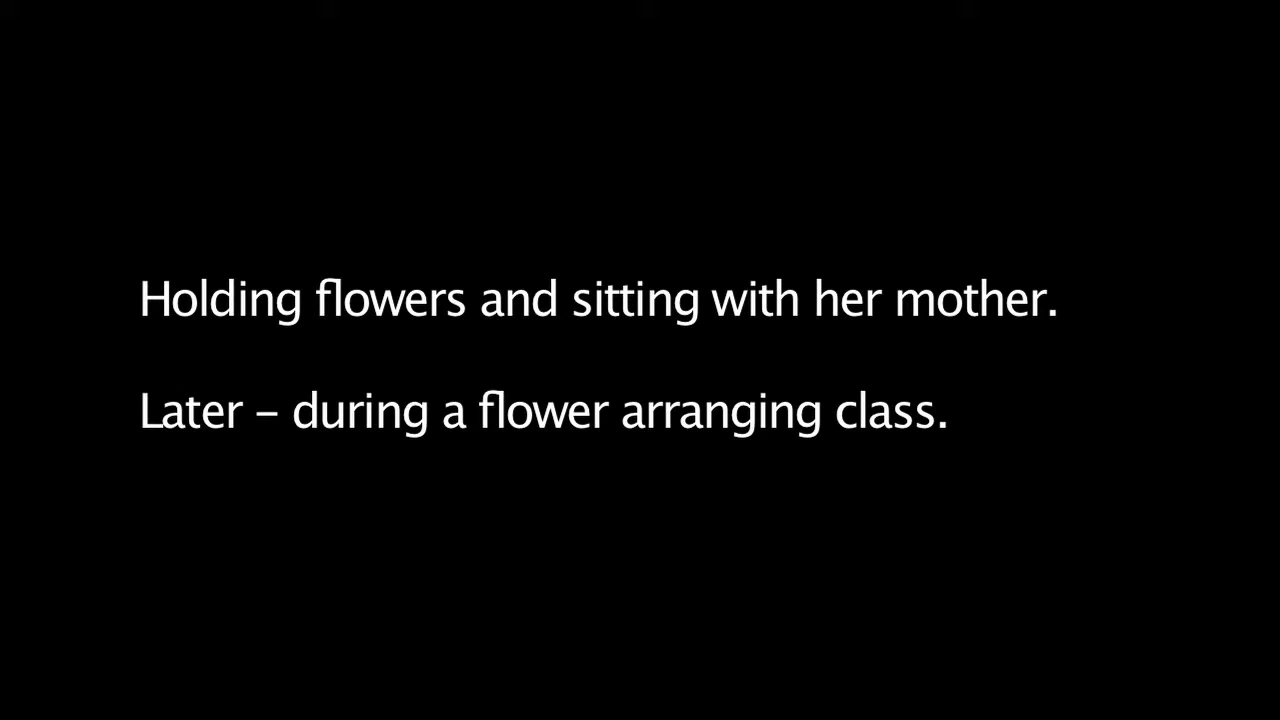 Holding flowers and sitting with her mother.
Later – during a flower arranging class.